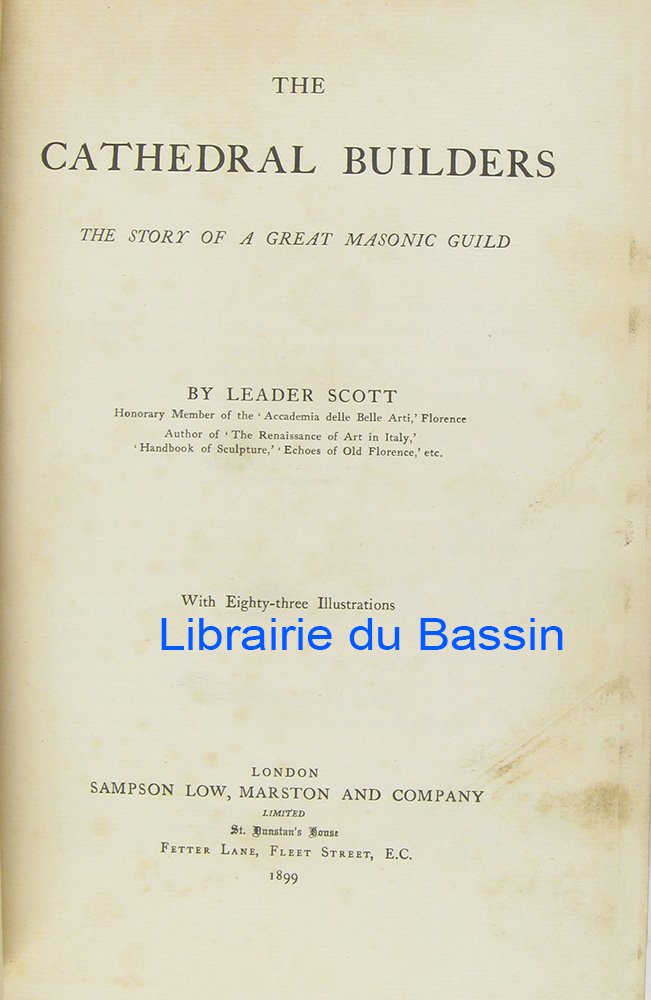 THE
CATHEDRAL BUILDERS
THE STORY OF A GREAT MASONIC GUILD
BY LEADER SCOTT
Honorary Member of the ‘Accademia delle Belle Arti,’ Florence
Author of ‘The Renaissance of Art in Italy,’
‘Handbook of Sculpture,’ ‘Echoes of Old Florence,’ etc.
With Eighty-three Illustrations
Librairie du Bassin
LONDON
SAMPSON LOW, MARSTON AND COMPANY
LIMITED
St. Dunstan's House
FETTER LANE, FLEET STREET, E.C.
1899